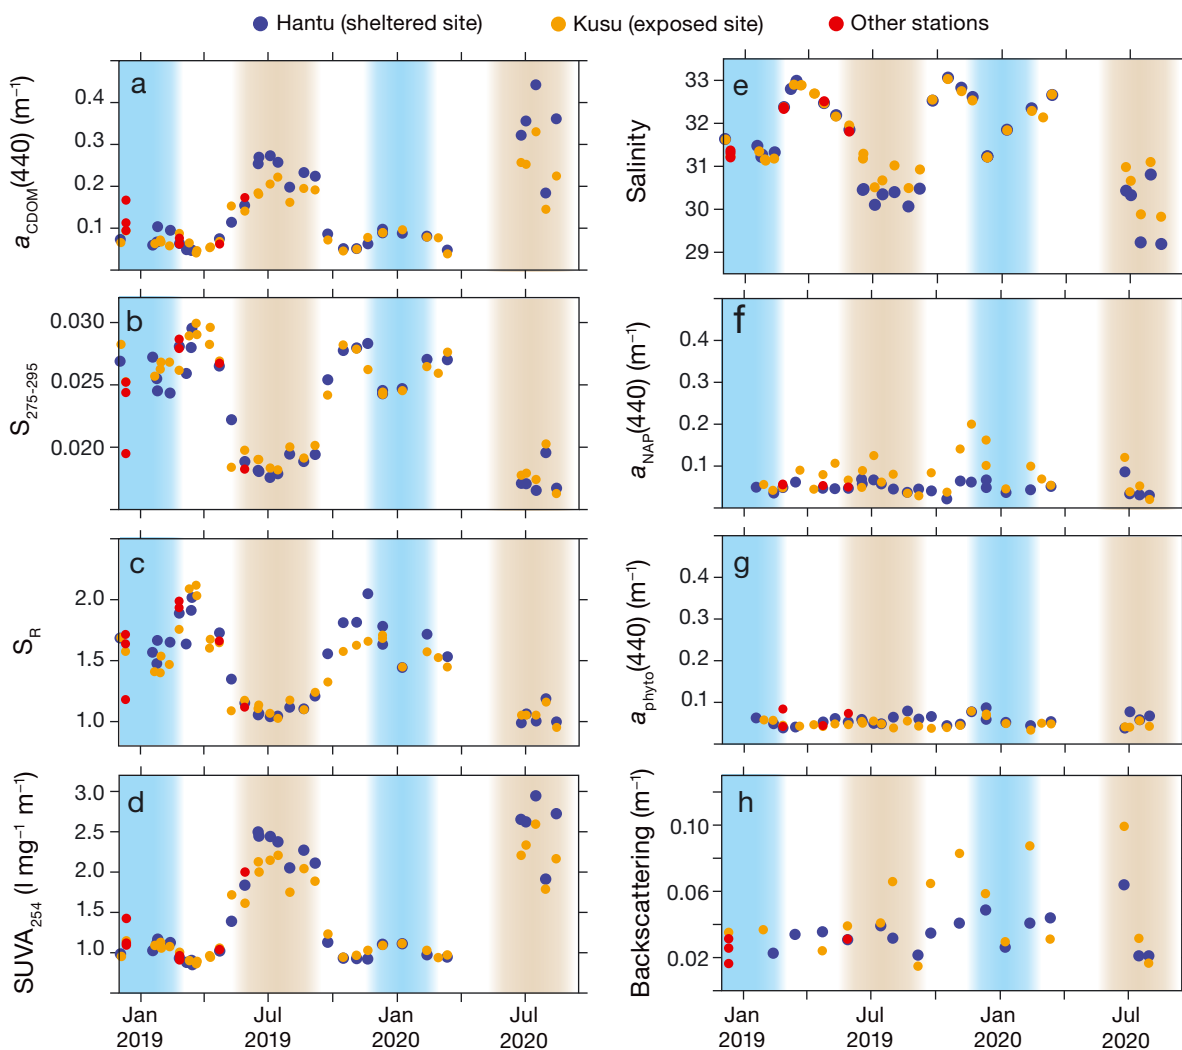 Hantu (sheltered site) Kusu (exposed site) Other stations
a
aCDOM(440) (m⁻¹)
0.4
0.3
0.2
0.1
b
S275-295
0.030
0.025
0.020
c
SR
2.0
1.5
1.0
d
SUVA254 (l mg⁻¹ m⁻¹)
3.0
2.5
2.0
1.5
1.0
Jan 2019
Jul 2019
Jan 2020
Jul 2020
e
Salinity
33
32
31
30
29
f
aNAP(440) (m⁻¹)
0.4
0.3
0.2
0.1
g
aphyto(440) (m⁻¹)
0.4
0.3
0.2
0.1
h
Backscattering (m⁻¹)
0.10
0.06
0.02
Jan 2019
Jul 2019
Jan 2020
Jul 2020